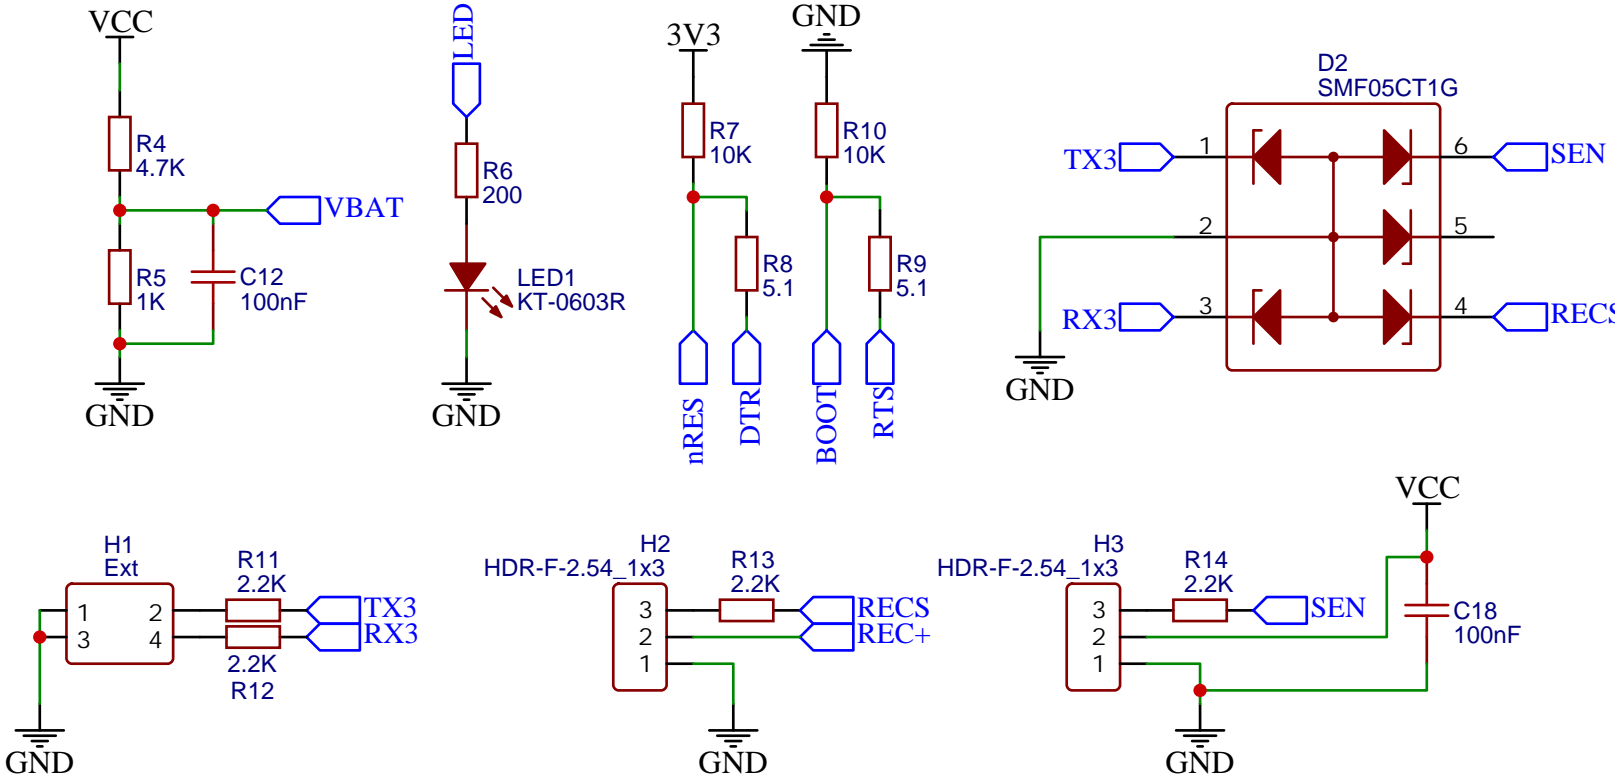 VCC
R4
4.7K
VBAT
R5
1K
C12
100nF
GND
LED
R6
200
LED1
KT-0603R
GND
3V3
R7
10K
R8
5.1
nRES
DTR
GND
R10
10K
R9
5.1
BOOT
RTS
D2
SMF05CT1G
TX3
1
6
SEN
2
5
RX3
3
4
RECS
GND
H1
Ext
1
2
3
4
R11
2.2K
TX3
RX3
2.2K
R12
GND
H2
HDR-F-2.54_1x3
R13
2.2K
3
RECS
2
REC+
1
GND
H3
HDR-F-2.54_1x3
R14
2.2K
3
SEN
2
1
VCC
C18
100nF
GND